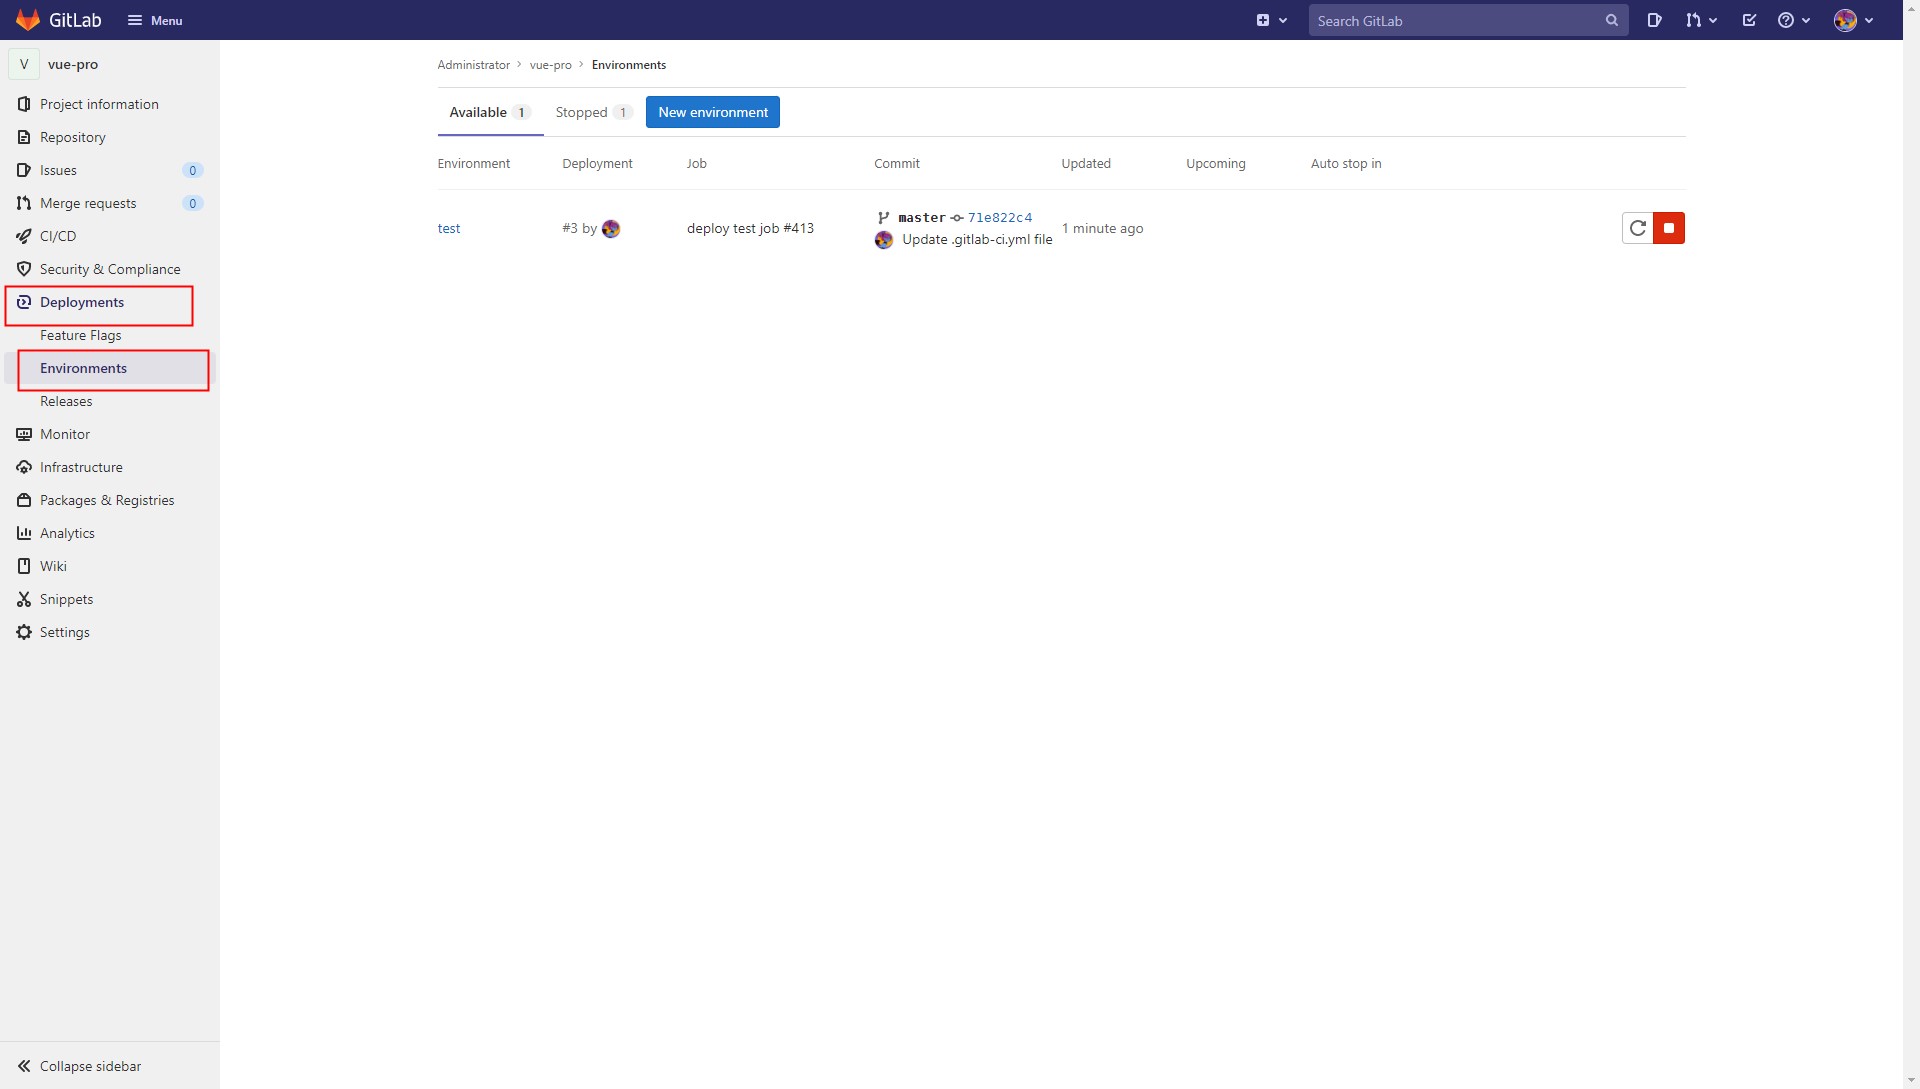 GitLab Menu Search GitLab
V vue-pro
Administrator vue-pro Environments
Project information
Repository
Issues 0
Merge requests 0
CI/CD
Security & Compliance
Deployments
Feature Flags
Environments
Releases
Monitor
Infrastructure
Packages & Registries
Analytics
Wiki
Snippets
Settings
Collapse sidebar
Available 1 Stopped 1 New environment
Environment Deployment Job Commit Updated Upcoming Auto stop in
test #3 by deploy test job #413 master 71e822c4 1 minute ago
Update .gitlab-ci.yml file